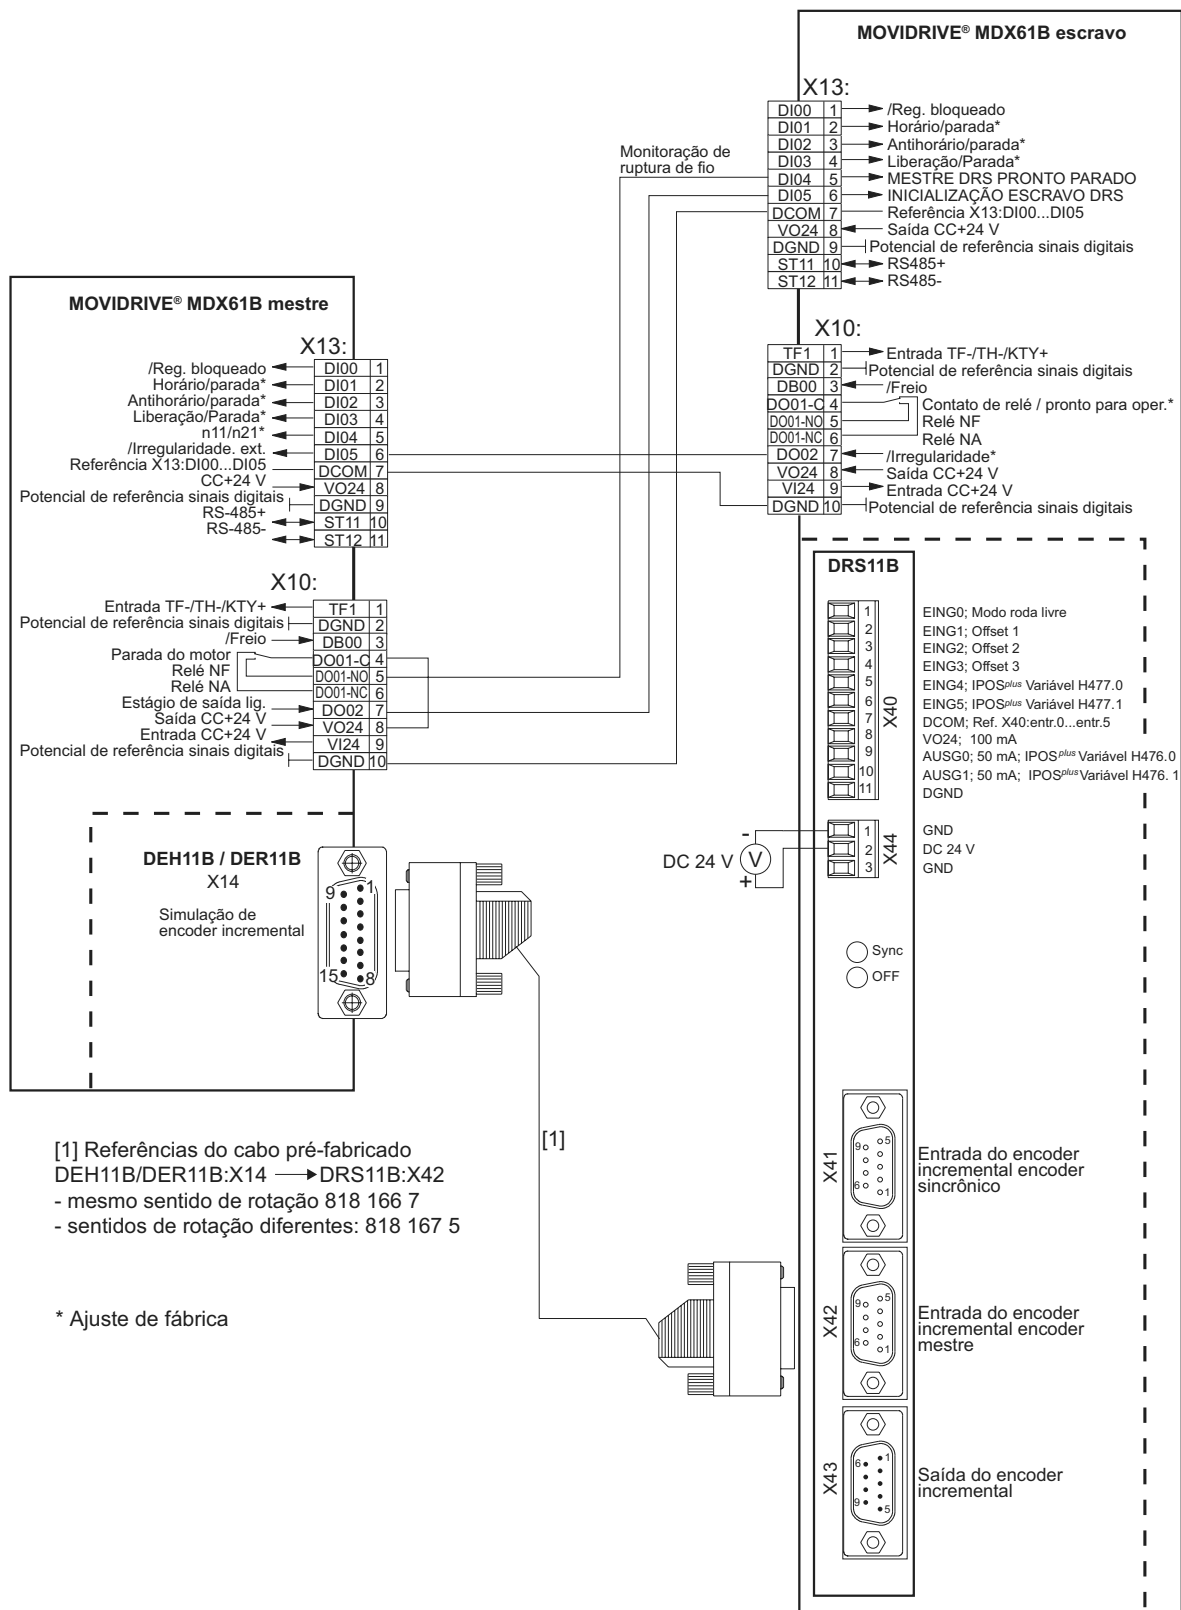 MOVIDRIVE® MDX61B escravo
X13:
DI00 1 /Reg. bloqueado
DI01 2 Horário/parada*
DI02 3 Antihorário/parada*
DI03 4 Liberação/Parada*
DI04 5 MESTRE DRS PRONTO PARADO
DI05 6 INICIALIZAÇÃO ESCRAVO DRS
DCOM 7 Referência X13:DI00...DI05
VO24 8 Saída CC+24 V
DGND 9 Potencial de referência sinais digitais
ST11 10 RS485+
ST12 11 RS485-
Monitoração de
ruptura de fio
X10:
TF1 1 Entrada TF-/TH-/KTY+
DGND 2 Potencial de referência sinais digitais
DB00 3 /Freio
DO01-C 4 Contato de relé / pronto para oper.*
DO01-NO 5 Relé NF
DO01-NC 6 Relé NA
DO02 7 /Irregularidade*
VO24 8 Saída CC+24 V
VI24 9 Entrada CC+24 V
DGND 10 Potencial de referência sinais digitais
MOVIDRIVE® MDX61B mestre
X13:
/Reg. bloqueado DI00 1
Horário/parada* DI01 2
Antihorário/parada* DI02 3
Liberação/Parada* DI03 4
n11/n21* DI04 5
/Irregularidade. ext. DI05 6
Referência X13:DI00...DI05 DCOM 7
CC+24 V VO24 8
Potencial de referência sinais digitais DGND 9
RS-485+ ST11 10
RS-485- ST12 11
X10:
Entrada TF-/TH-/KTY+ TF1 1
Potencial de referência sinais digitais DGND 2
/Freio DB00 3
Parada do motor DO01-C 4
Relé NF DO01-NO 5
Relé NA DO01-NC 6
Estágio de saída lig. DO02 7
Saída CC+24 V VO24 8
Entrada CC+24 V VI24 9
Potencial de referência sinais digitais DGND 10
DEH11B / DER11B
X14
Simulação de
encoder incremental
9 1
15 8
DRS11B
X40
1 EING0; Modo roda livre
2 EING1; Offset 1
3 EING2; Offset 2
4 EING3; Offset 3
5 EING4; IPOSplus Variável H477.0
6 EING5; IPOSplus Variável H477.1
7 DCOM; Ref. X40:entr.0...entr.5
8 VO24; 100 mA
9 AUSG0; 50 mA; IPOSplus Variável H476.0
10 AUSG1; 50 mA; IPOSplus Variável H476. 1
11 DGND
X44
1 GND
2 DC 24 V
3 GND
DC 24 V - V +
Sync
OFF
[1]
[1] Referências do cabo pré-fabricado
DEH11B/DER11B:X14 → DRS11B:X42
- mesmo sentido de rotação 818 166 7
- sentidos de rotação diferentes: 818 167 5
* Ajuste de fábrica
X41
9 5
6 1
Entrada do encoder
incremental encoder
sincrônico
X42
9 5
6 1
Entrada do encoder
incremental encoder
mestre
X43
6 1
9 5
Saída do encoder
incremental